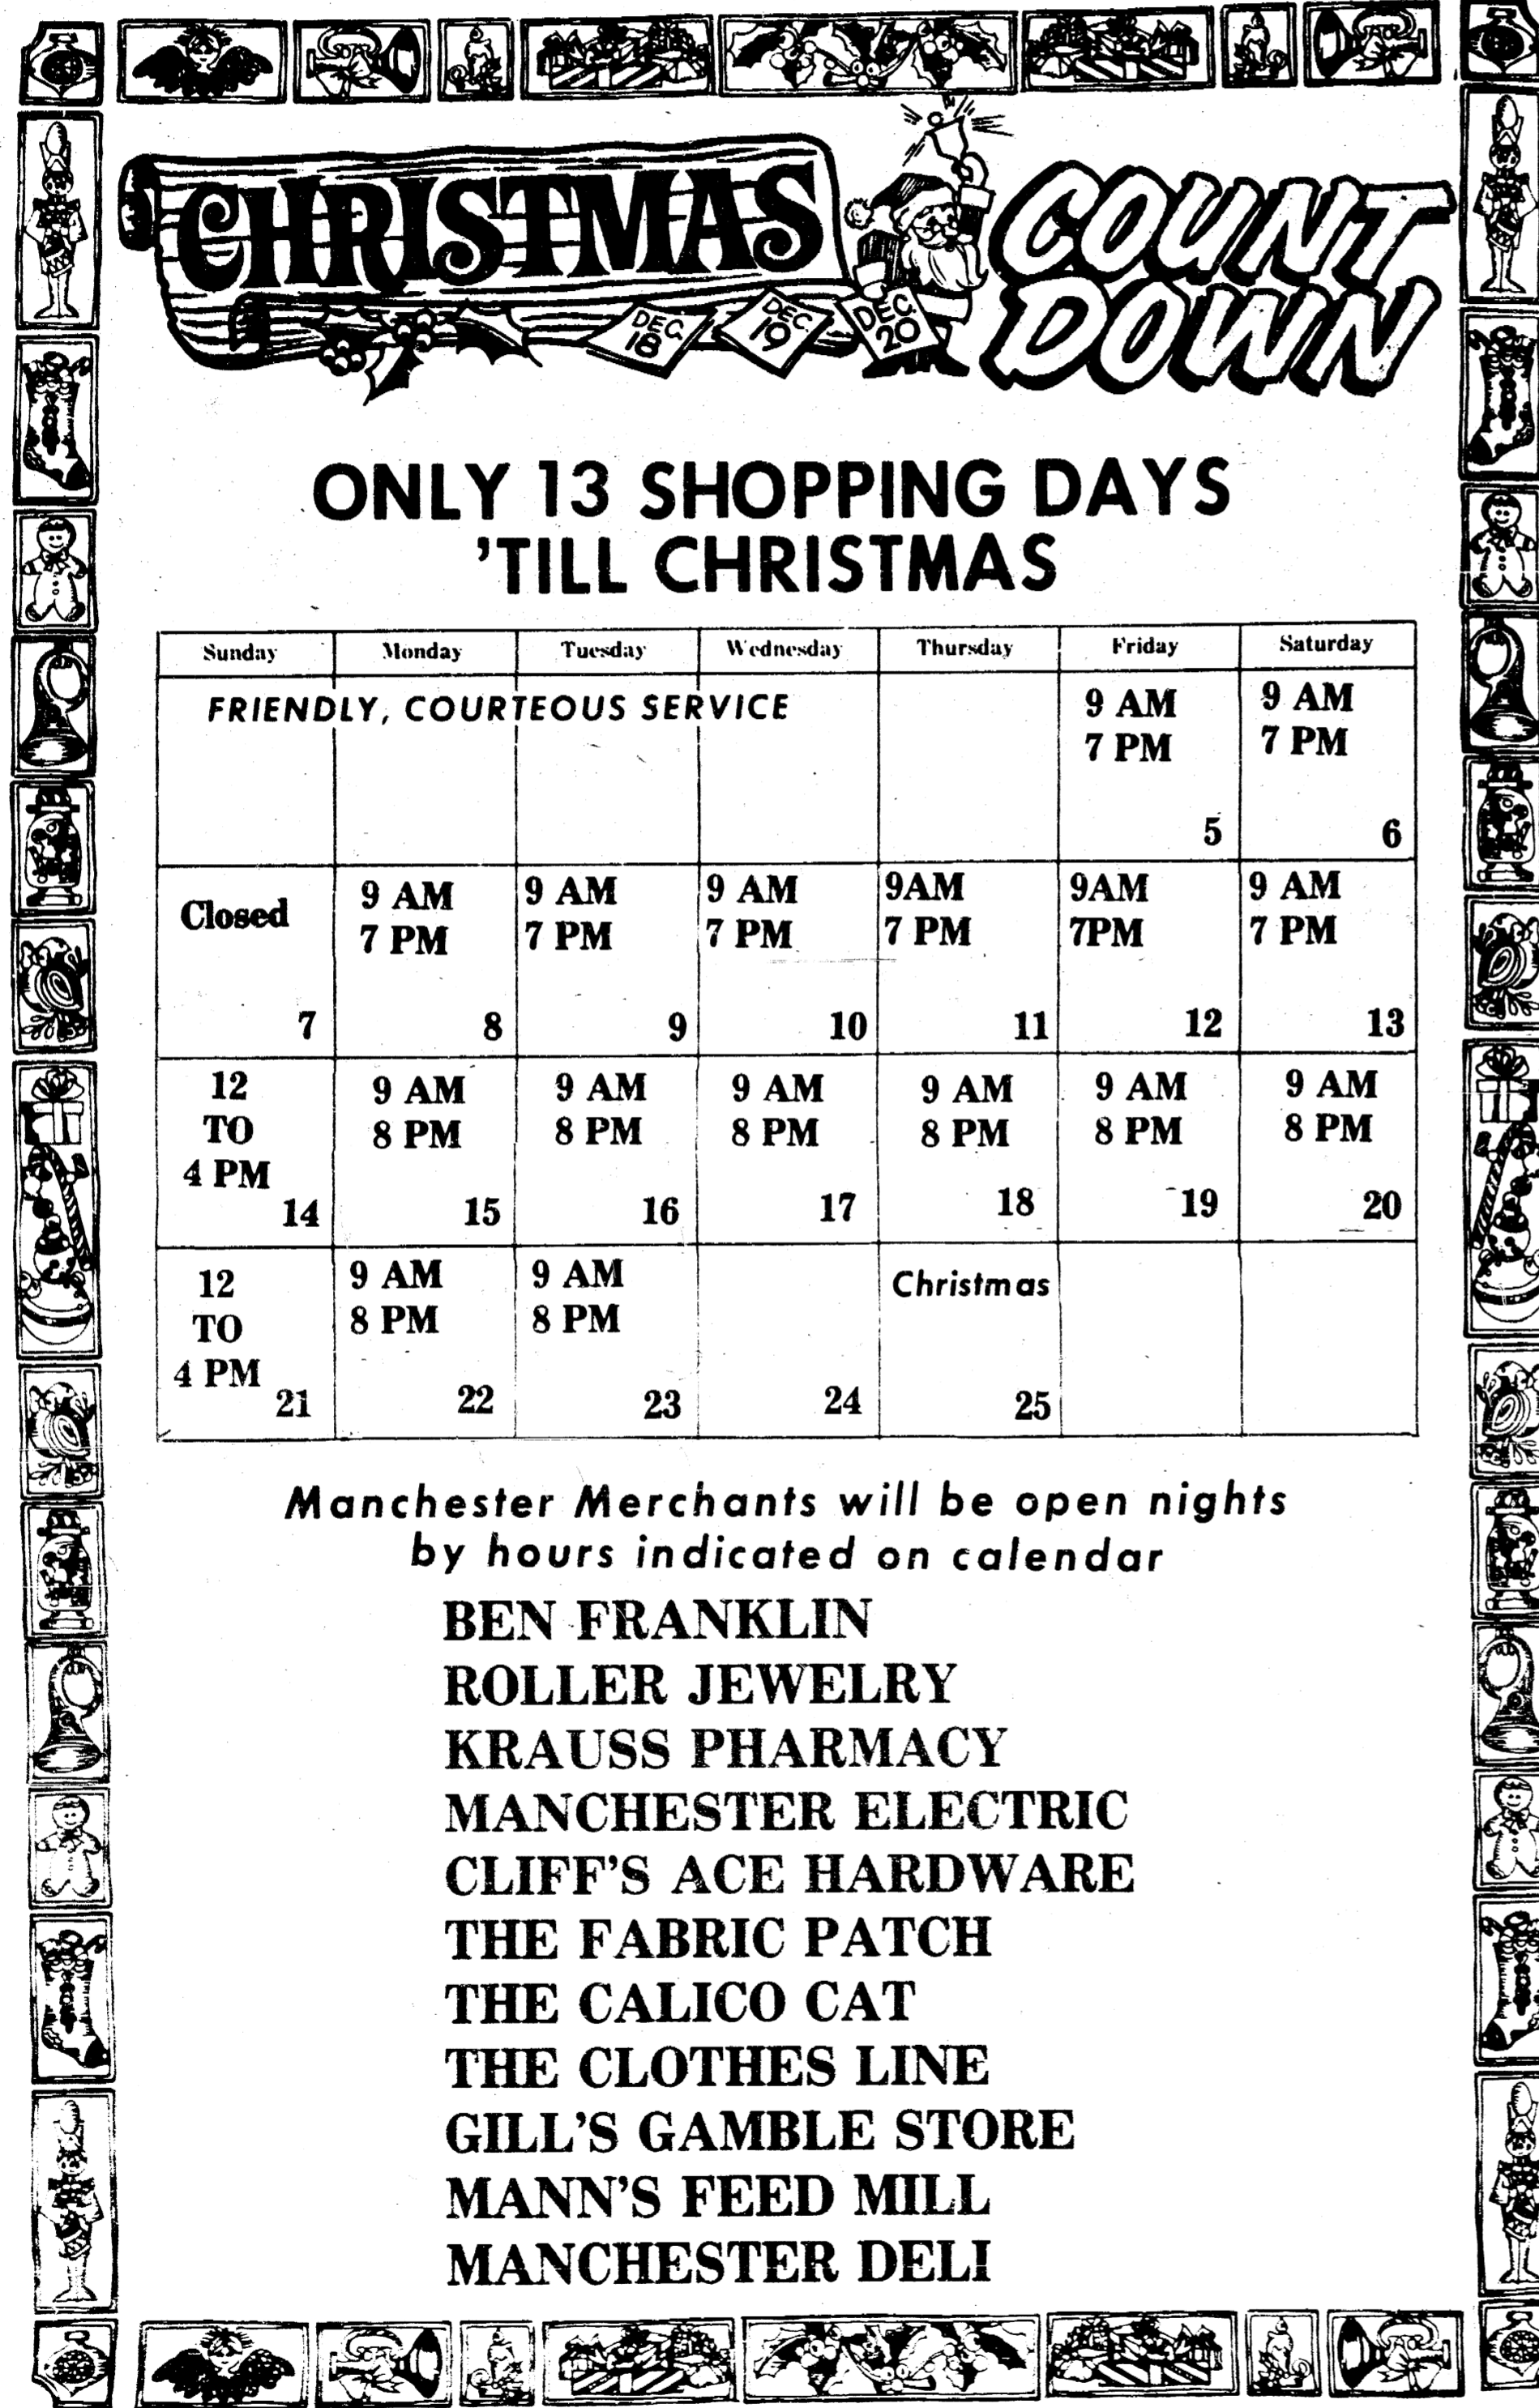 CHRISTMAS
COUNT
DOWN
DEC. 18
DEC. 19
DEC. 20
ONLY 13 SHOPPING DAYS
'TILL CHRISTMAS
Sunday Monday Tuesday Wednesday Thursday Friday Saturday
FRIENDLY, COURTEOUS SERVICE
9 AM 9 AM
7 PM 7 PM
5 6
Closed 9 AM 9 AM 9 AM 9AM 9AM 9 AM
7 PM 7 PM 7 PM 7 PM 7PM 7 PM
7 8 9 10 11 12 13
12 9 AM 9 AM 9 AM 9 AM 9 AM 9 AM
TO 8 PM 8 PM 8 PM 8 PM 8 PM 8 PM
4 PM
14 15 16 17 18 19 20
12 9 AM 9 AM Christmas
TO 8 PM 8 PM
4 PM
21 22 23 24 25
Manchester Merchants will be open nights
by hours indicated on calendar
BEN FRANKLIN
ROLLER JEWELRY
KRAUSS PHARMACY
MANCHESTER ELECTRIC
CLIFF'S ACE HARDWARE
THE FABRIC PATCH
THE CALICO CAT
THE CLOTHES LINE
GILL'S GAMBLE STORE
MANN'S FEED MILL
MANCHESTER DELI